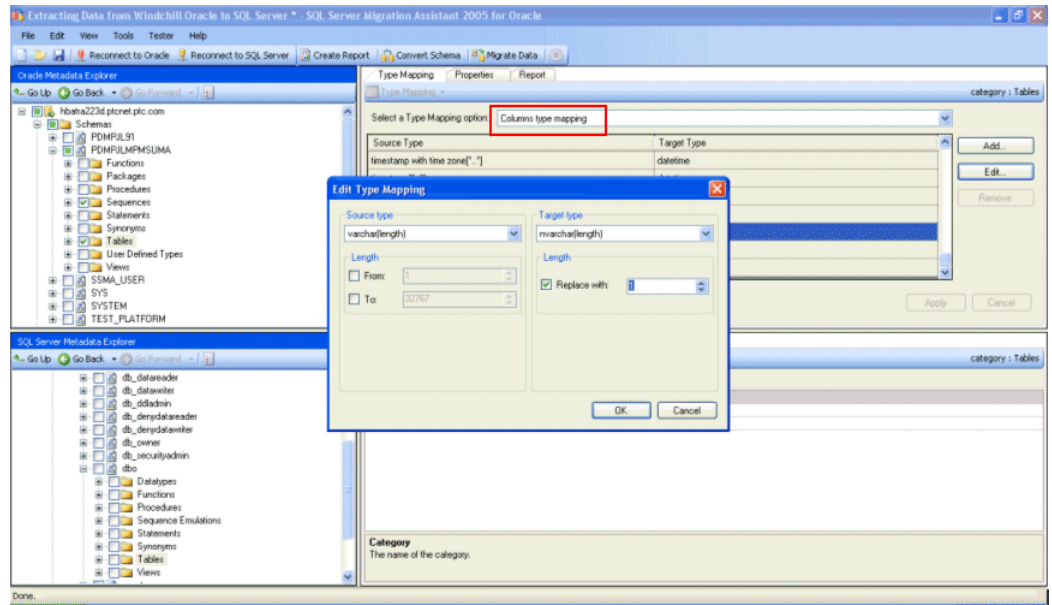 Extracting Data from Windchill Oracle to SQL Server * - SQL Server Migration Assistant 2005 for Oracle
File Edit View Tools Tester Help
Reconnect to Oracle Reconnect to SQL Server Create Report Convert Schema Migrate Data
Oracle Metadata Explorer
Go Up Go Back Go Forward
hbatra223d.ptcnet.ptc.com
Schemas
PDMRJL91
PDMRJLMPMSUMA
Functions
Packages
Procedures
Sequences
Statements
Synonyms
Tables
User Defined Types
Views
SSMA_USER
SYS
SYSTEM
TEST_PLATFORM
Type Mapping Properties Report
Type Mapping category : Tables
Select a Type Mapping option: Columns type mapping
Source Type Target Type
timestamp with time zone[*..*] datetime
Add...
Edit...
Remove
Apply Cancel
Edit Type Mapping
Source type
varchar(length)
Length
From: 1
To: 32767
Target type
nvarchar(length)
Length
Replace with: 1
OK Cancel
SQL Server Metadata Explorer
Go Up Go Back Go Forward
category : Tables
db_datareader
db_datawriter
db_ddladmin
db_denydatareader
db_denydatawriter
db_owner
db_securityadmin
dbo
Datatypes
Functions
Procedures
Sequence Emulations
Statements
Synonyms
Tables
Views
Category
The name of the category.
Done.